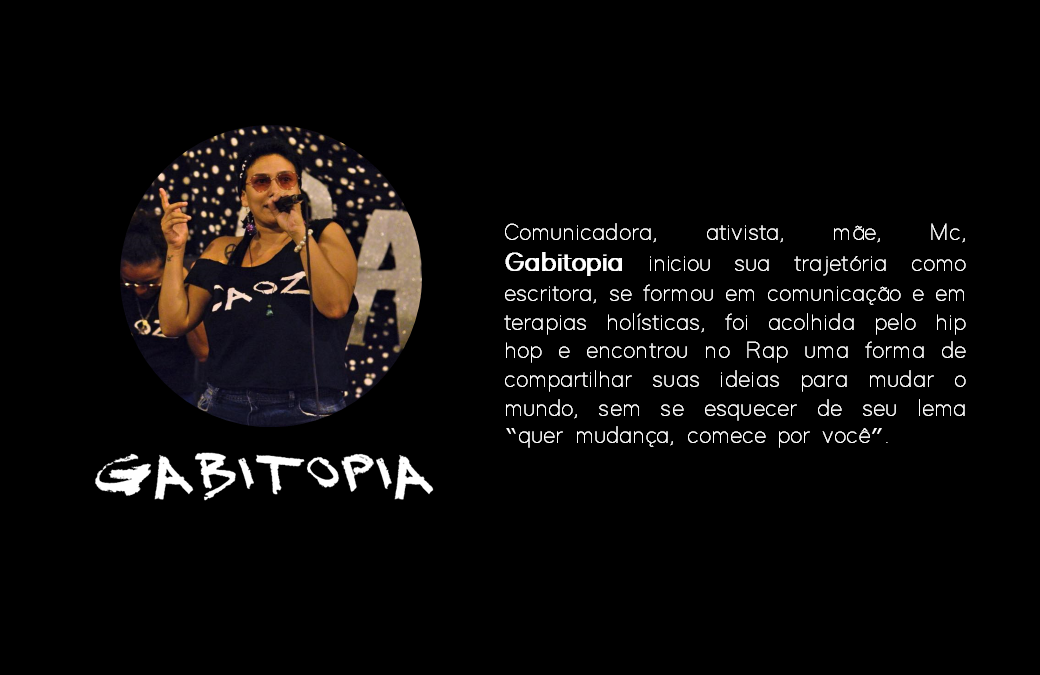 CAOZ
OZ
GABITOPIA
Comunicadora, ativista, mãe, Mc,
Gabitopia iniciou sua trajetória como
escritora, se formou em comunicação e em
terapias holísticas, foi acolhida pelo hip
hop e encontrou no Rap uma forma de
compartilhar suas ideias para mudar o
mundo, sem se esquecer de seu lema
“quer mudança, comece por você”.